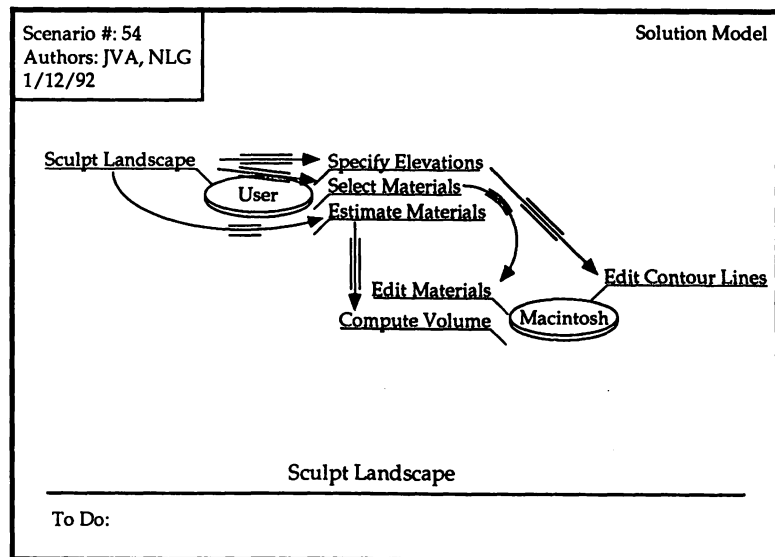 Scenario #: 54
Authors: JVA, NLG
1/12/92
Solution Model
Sculpt Landscape
Specify Elevations
User
Select Materials
Estimate Materials
Edit Contour Lines
Edit Materials
Macintosh
Compute Volume
Sculpt Landscape
To Do: